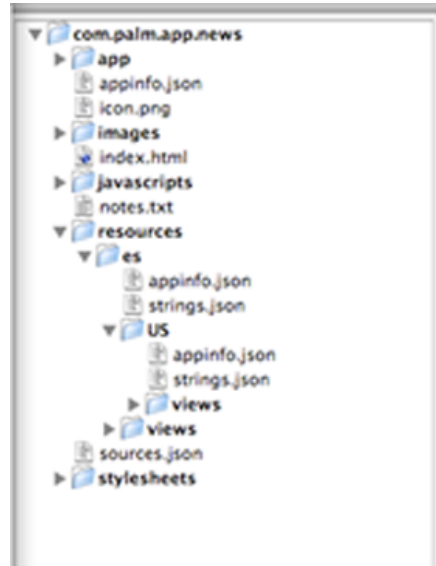 com.palm.app.news
app
appinfo.json
icon.png
images
index.html
javascripts
notes.txt
resources
es
appinfo.json
strings.json
US
appinfo.json
strings.json
views
views
sources.json
stylesheets